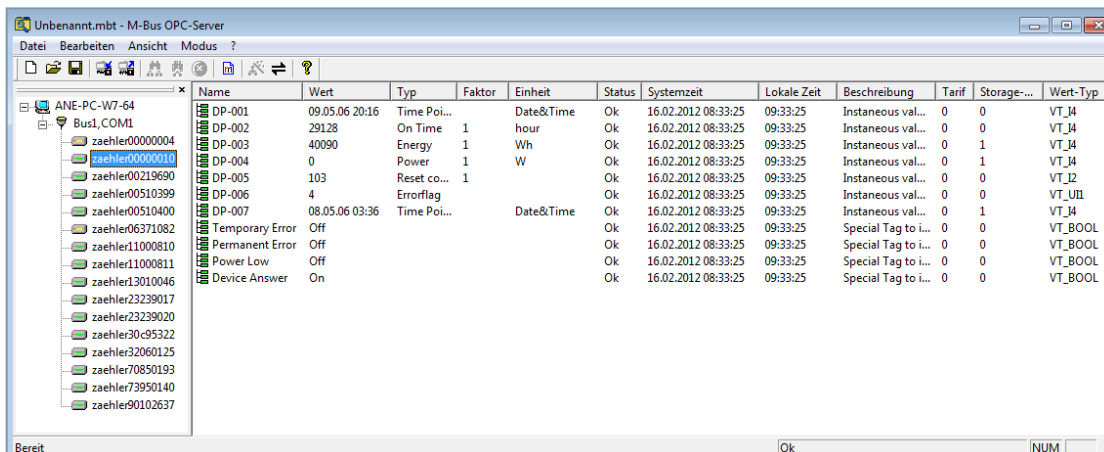 Unbenannt.mbt - M-Bus OPC-Server
Datei Bearbeiten Ansicht Modus ?
ANE-PC-W7-64
Bus1,COM1
zaehler00000004
zaehler00000010
zaehler00219690
zaehler00510399
zaehler00510400
zaehler06371082
zaehler11000810
zaehler11000811
zaehler13010046
zaehler23239017
zaehler23239020
zaehler30c95322
zaehler32060125
zaehler70850193
zaehler73950140
zaehler90102637
Name Wert Typ Faktor Einheit Status Systemzeit Lokale Zeit Beschreibung Tarif Storage-... Wert-Typ
DP-001 09.05.06 20:16 Time Poi... Date&Time Ok 16.02.2012 08:33:25 09:33:25 Instaneous val... 0 0 VT_I4
DP-002 29128 On Time 1 hour Ok 16.02.2012 08:33:25 09:33:25 Instaneous val... 0 0 VT_I4
DP-003 40090 Energy 1 Wh Ok 16.02.2012 08:33:25 09:33:25 Instaneous val... 0 1 VT_I4
DP-004 0 Power 1 W Ok 16.02.2012 08:33:25 09:33:25 Instaneous val... 0 1 VT_I4
DP-005 103 Reset co... 1 Ok 16.02.2012 08:33:25 09:33:25 Instaneous val... 0 0 VT_I2
DP-006 4 Errorflag Ok 16.02.2012 08:33:25 09:33:25 Instaneous val... 0 0 VT_UI1
DP-007 08.05.06 03:36 Time Poi... Date&Time Ok 16.02.2012 08:33:25 09:33:25 Instaneous val... 0 1 VT_I4
Temporary Error Off Ok 16.02.2012 08:33:25 09:33:25 Special Tag to i... 0 0 VT_BOOL
Permanent Error Off Ok 16.02.2012 08:33:25 09:33:25 Special Tag to i... 0 0 VT_BOOL
Power Low Off Ok 16.02.2012 08:33:25 09:33:25 Special Tag to i... 0 0 VT_BOOL
Device Answer On Ok 16.02.2012 08:33:25 09:33:25 Special Tag to i... 0 0 VT_BOOL
Bereit Ok NUM